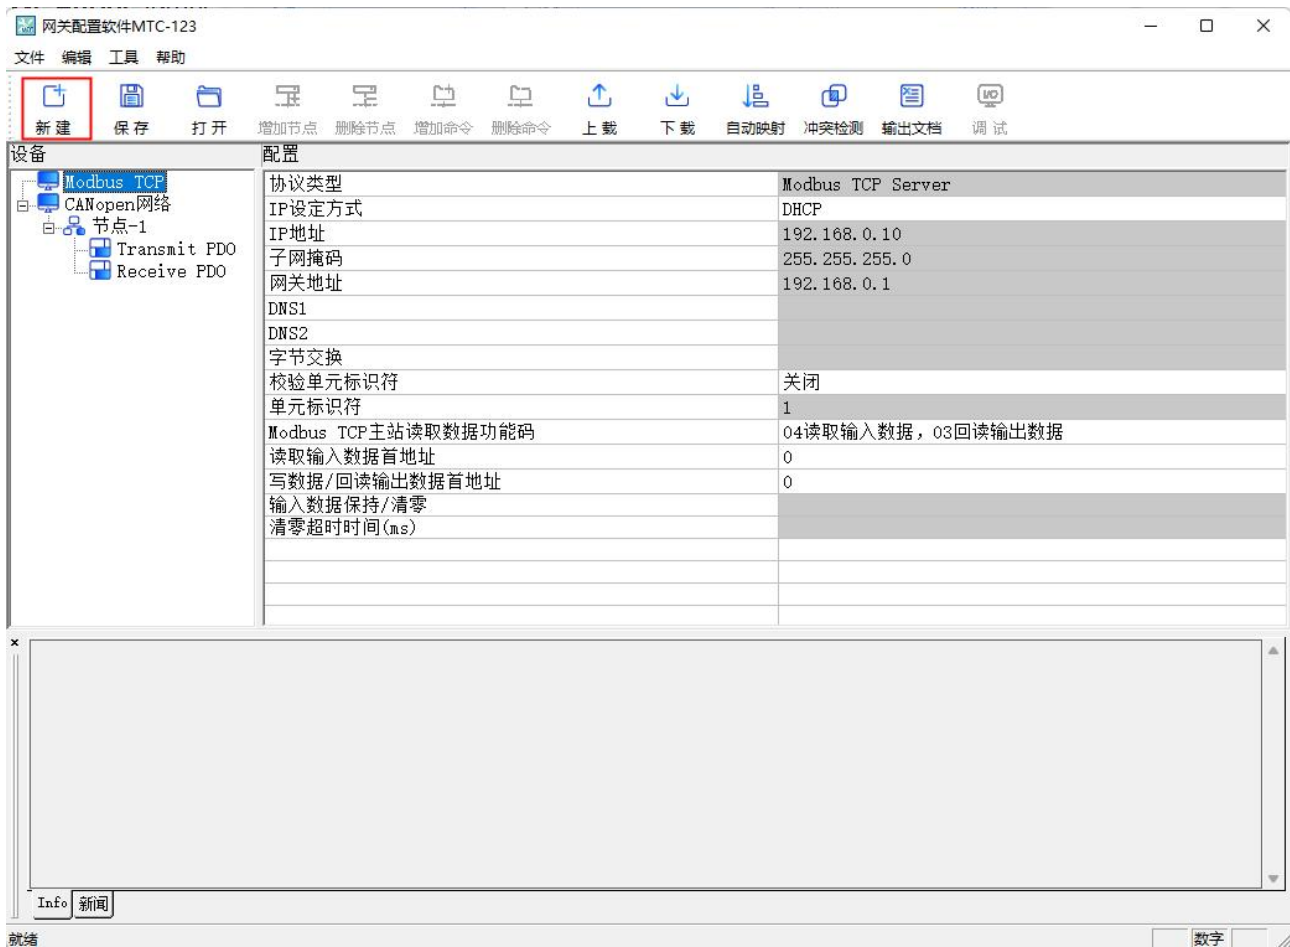 网关配置软件MTC-123
文件 编辑 工具 帮助
新建 保存 打开 增加节点 删除节点 增加命令 删除命令 上载 下载 自动映射 冲突检测 输出文档 调试
设备 配置
Modbus TCP
CANopen网络
节点-1
Transmit PDO
Receive PDO
协议类型 Modbus TCP Server
IP设定方式 DHCP
IP地址 192.168.0.10
子网掩码 255.255.255.0
网关地址 192.168.0.1
DNS1
DNS2
字节交换
校验单元标识符 关闭
单元标识符 1
Modbus TCP主站读取数据功能码 04读取输入数据，03回读输出数据
读取输入数据首地址 0
写数据/回读输出数据首地址 0
输入数据保持/清零
清零超时时间(ms)
Info 新闻
就绪 数字